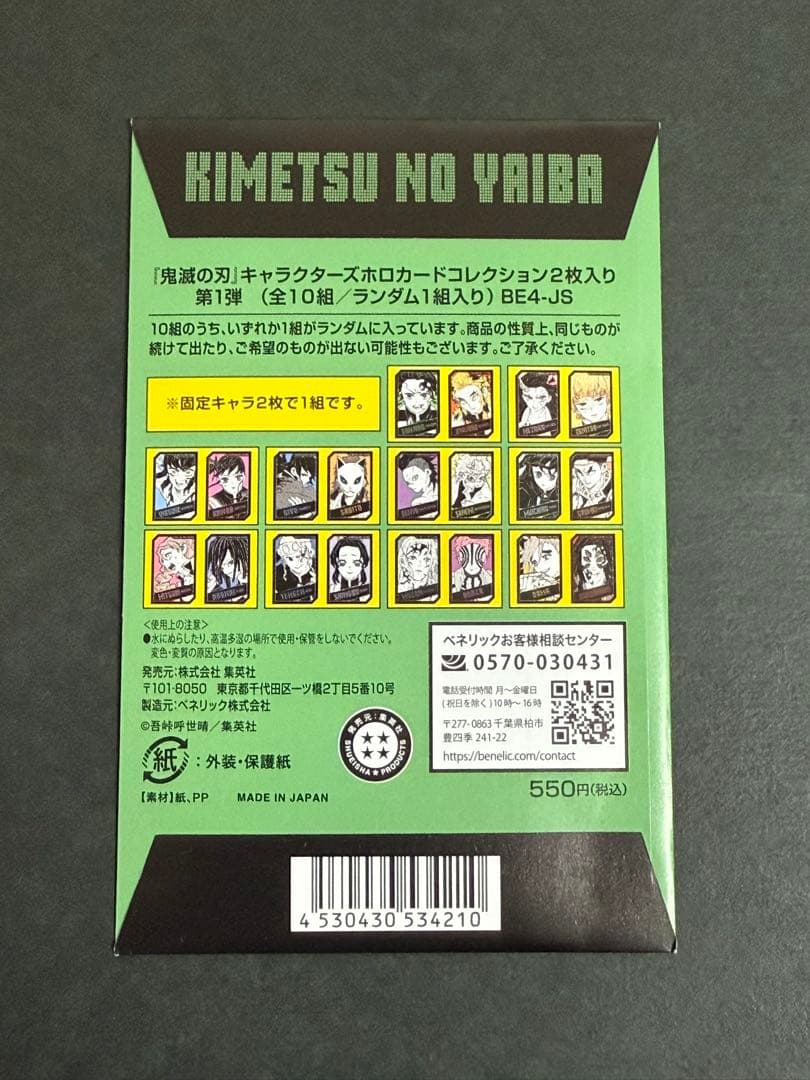 KIMETSU NO YAIBA
『鬼滅の刃』キャラクターズホロカードコレクション2枚入り
第1弾 (全10組/ランダム1組入り) BE4-JS
10組のうち、いずれか1組がランダムに入っています。商品の性質上、同じものが
続けて出たり、ご希望のものが出ない可能性もございます。ご了承ください。
※固定キャラ2枚で1組です。
SABITO
<使用上の注意>
●水にぬらしたり、高温多湿の場所で使用・保管をしないでください。
変色・変質の原因となります。
発売元:株式会社 集英社
〒101-8050 東京都千代田区一ツ橋2丁目5番10号
製造元:ベネリック株式会社
©吾峠呼世晴/集英社
紙:外装・保護紙
【素材】紙、PP MADE IN JAPAN
発売元:集英社
SHUEISHA★PRODUCTS
ベネリックお客様相談センター
0570-030431
電話受付時間 月~金曜日
(祝日を除く)10時~16時
〒277-0863 千葉県柏市
豊四季 241-22
https://benelic.com/contact
550円(税込)
4 530430 534210